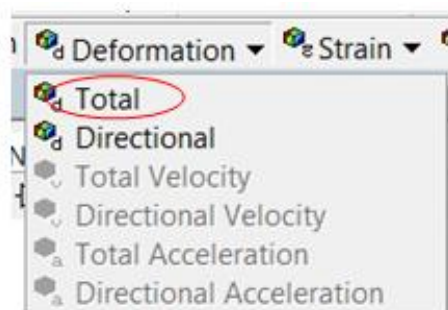 Deformation Strain
Total
Directional
Total Velocity
Directional Velocity
Total Acceleration
Directional Acceleration